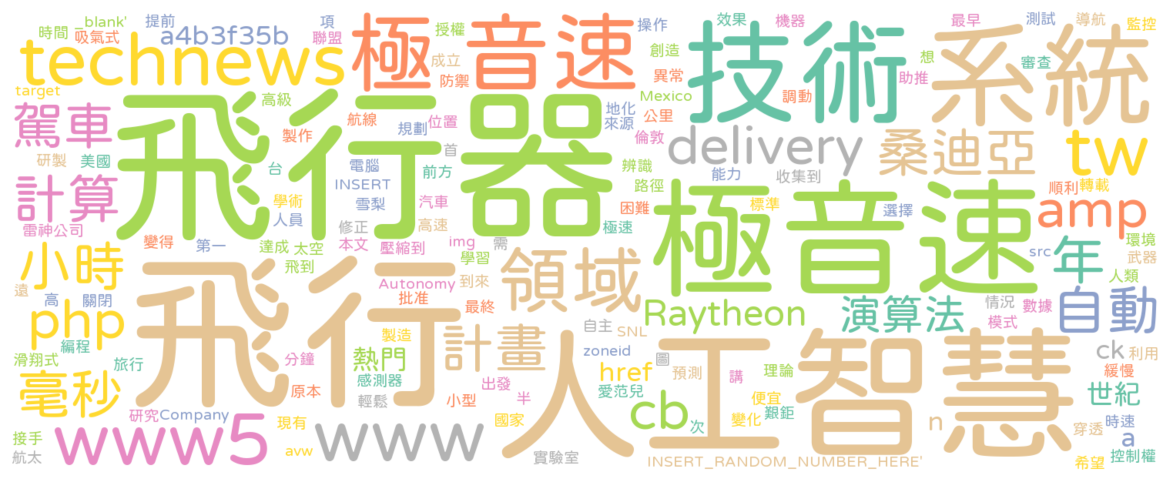 _blank'
提前
項
時間
吸氣式
a4b3f35b
聯盟
technews
target
極音速
授權
成立
防禦
操作
效果
機器
創造
異常
助推
Mexico
調動
公里
技術
最早
測試
導航
監控
想
審查
系統
駕車
飛行器
高級
製作
航線
規劃
位置
地化
來源
倫敦
delivery
桑迪亞
tw
研製
美國
台
電腦
首
前方
INSERT
辨識
能力
收集到
路徑
順利
轉載
計算
學術
人員
雪梨
汽車
困難
極音速
標準
選擇
amp
雷神公司
修正
高速
極速
變得
第一
達成
太空
本文
壓縮到
img
需
學習
飛到
src
年
環境
武器
人類
小時
遠
高
關閉
飛行
Autonomy
到來
批准
最終
領域
Raytheon
演算法
情況
數據
模式
自動
php
編程
製造
計畫
自主
SNL
滑翔式
旅行
分鐘
熱門
zoneid
圖
預測
講
理論
ck
利用
感測器
href
緩慢
毫秒
原本
輕鬆
小型
出發
半
愛范兒
便宜
變化
艱鉅
世紀
人工智慧
研究
Company
現有
國家
cb
次
n
穿透
時速
a
接手
航太
www5
avw
www
實驗室
INSERT_RANDOM_NUMBER_HERE'
希望
控制權